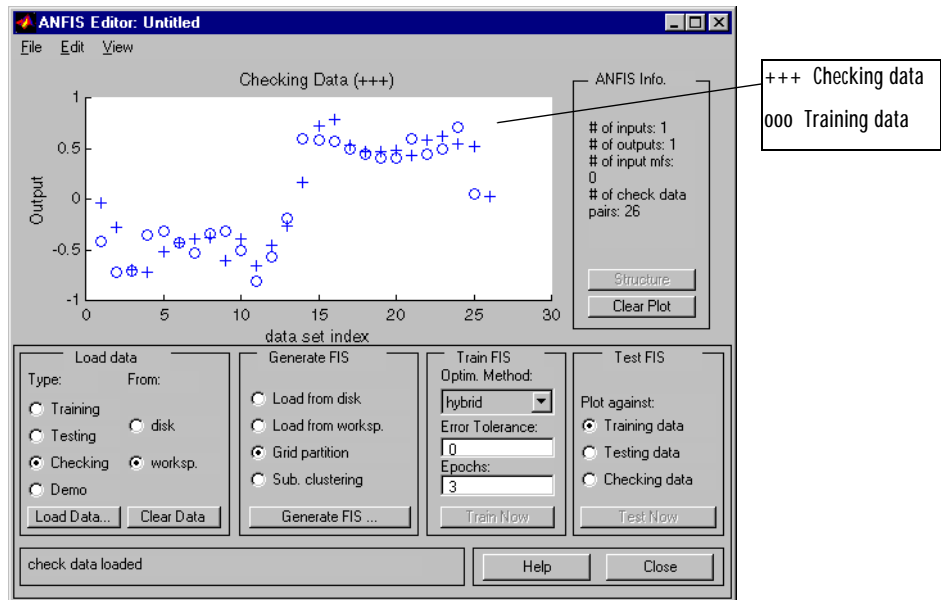 ANFIS Editor: Untitled
File Edit View
Checking Data (+++)
1
0.5
0
-0.5
-1
Output
0 5 10 15 20 25 30
data set index
ANFIS Info.
# of inputs: 1
# of outputs: 1
# of input mfs:
0
# of check data
pairs: 26
Structure
Clear Plot
+++ Checking data
ooo Training data
Load data
Type: From:
Training
Testing
Checking
Demo
disk
worksp.
Load Data... Clear Data
Generate FIS
Load from disk
Load from worksp.
Grid partition
Sub. clustering
Generate FIS ...
Train FIS
Optim. Method:
hybrid
Error Tolerance:
0
Epochs:
3
Train Now
Test FIS
Plot against:
Training data
Testing data
Checking data
Test Now
check data loaded
Help Close